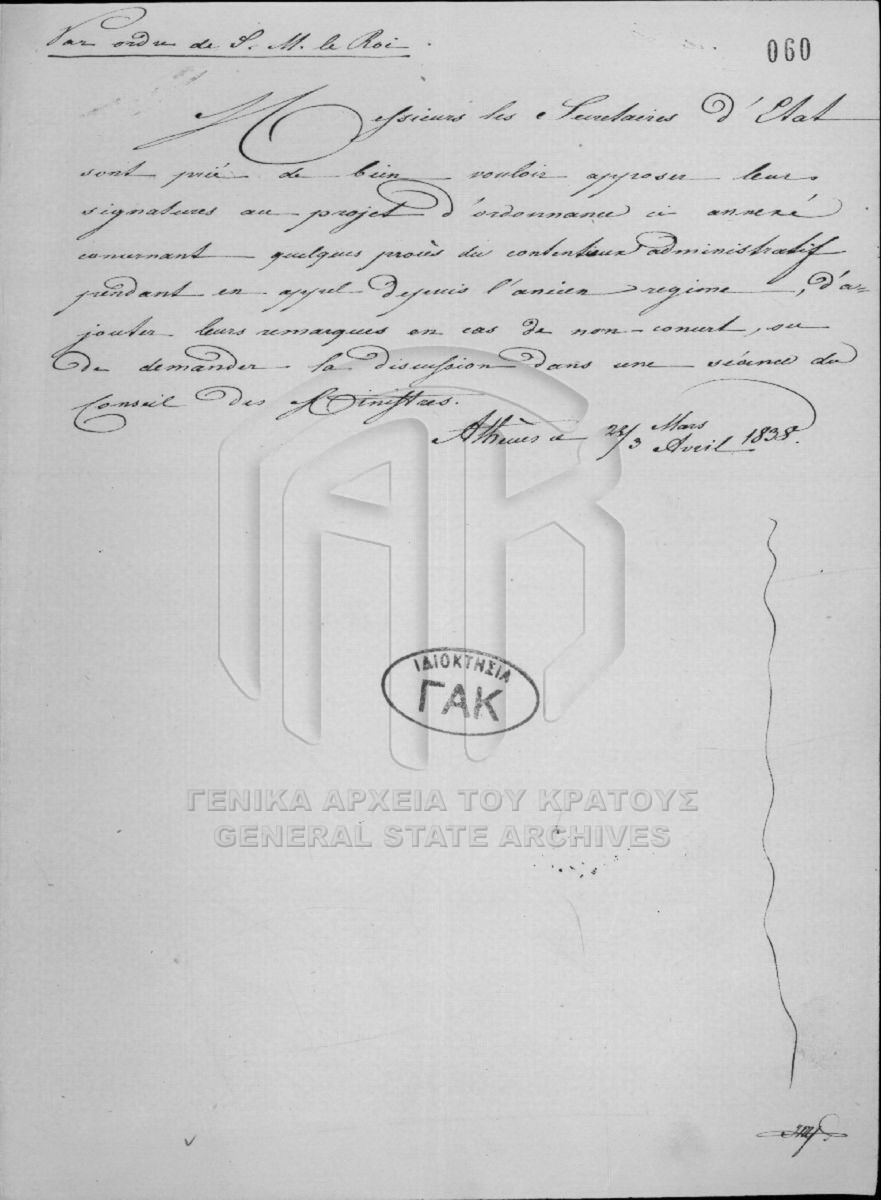 Par ordre de S. M. le Roi.
060
Messieurs les Secretaires d'Etat
sont prié de bien vouloir apposer leurs
signatures au projet d'ordonnance ci annexé
concernant quelques procès du contentieux administratif
pendant en appel depuis l'ancien regime, d'a=
jouter leurs remarques en cas de non-concert, ou
de demander la discussion dans une séance du
Conseil des Ministres.
Athènes à 22/3 Mars Avril 1838.
ΙΔΙΟΚΤΗΣΙΑ
ΓΑΚ
ΓΕΝΙΚΑ ΑΡΧΕΙΑ ΤΟΥ ΚΡΑΤΟΥΣ
GENERAL STATE ARCHIVES